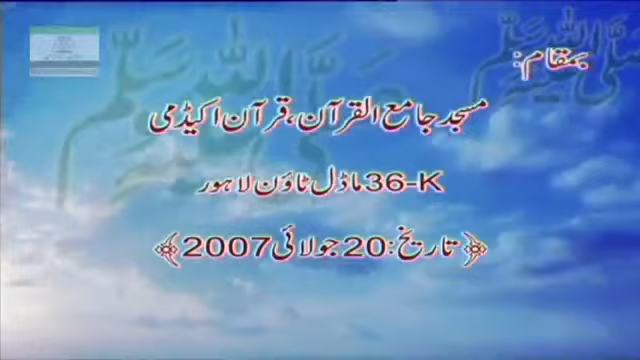 بمقام:
مسجد جامع القرآن، قرآن اکیڈمی
36-K ماڈل ٹاؤن لاہور
﴿تاریخ: 20 جولائی 2007﴾